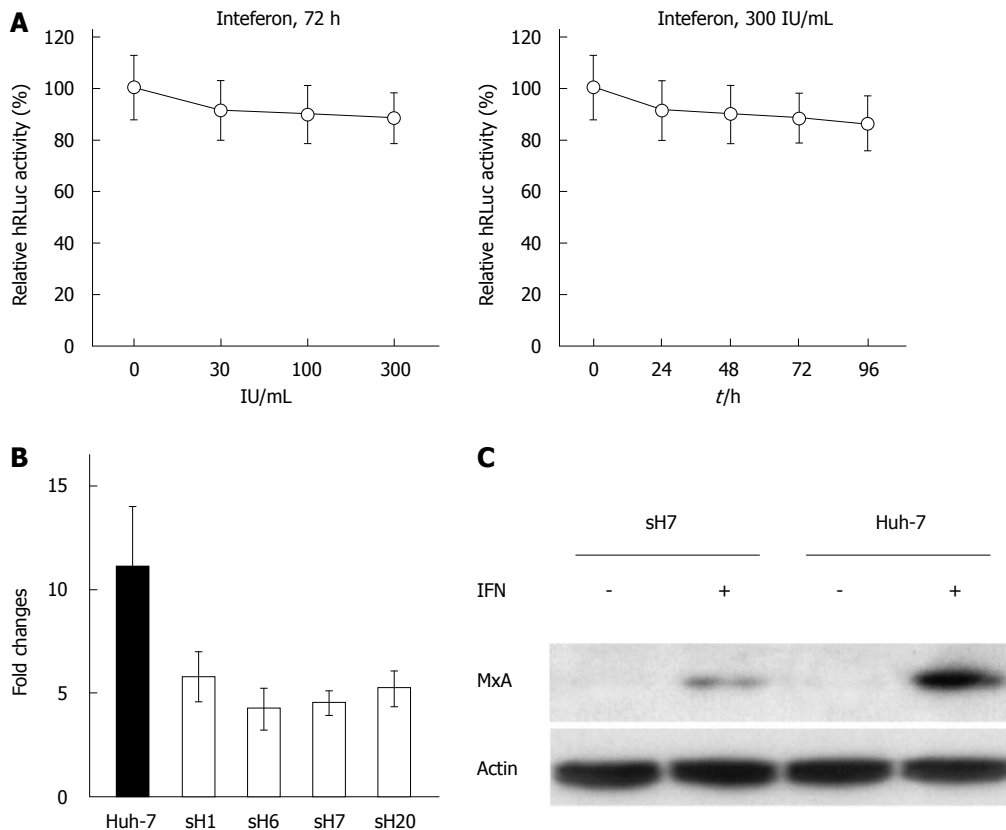 A
Inteferon, 72 h
Relative hRLuc activity (%)
120
100
80
60
40
20
0
0 30 100 300
IU/mL
Inteferon, 300 IU/mL
Relative hRLuc activity (%)
120
100
80
60
40
20
0
0 24 48 72 96
t/h
B
Fold changes
15
10
5
0
Huh-7 sH1 sH6 sH7 sH20
C
sH7 Huh-7
IFN - + - +
MxA
Actin